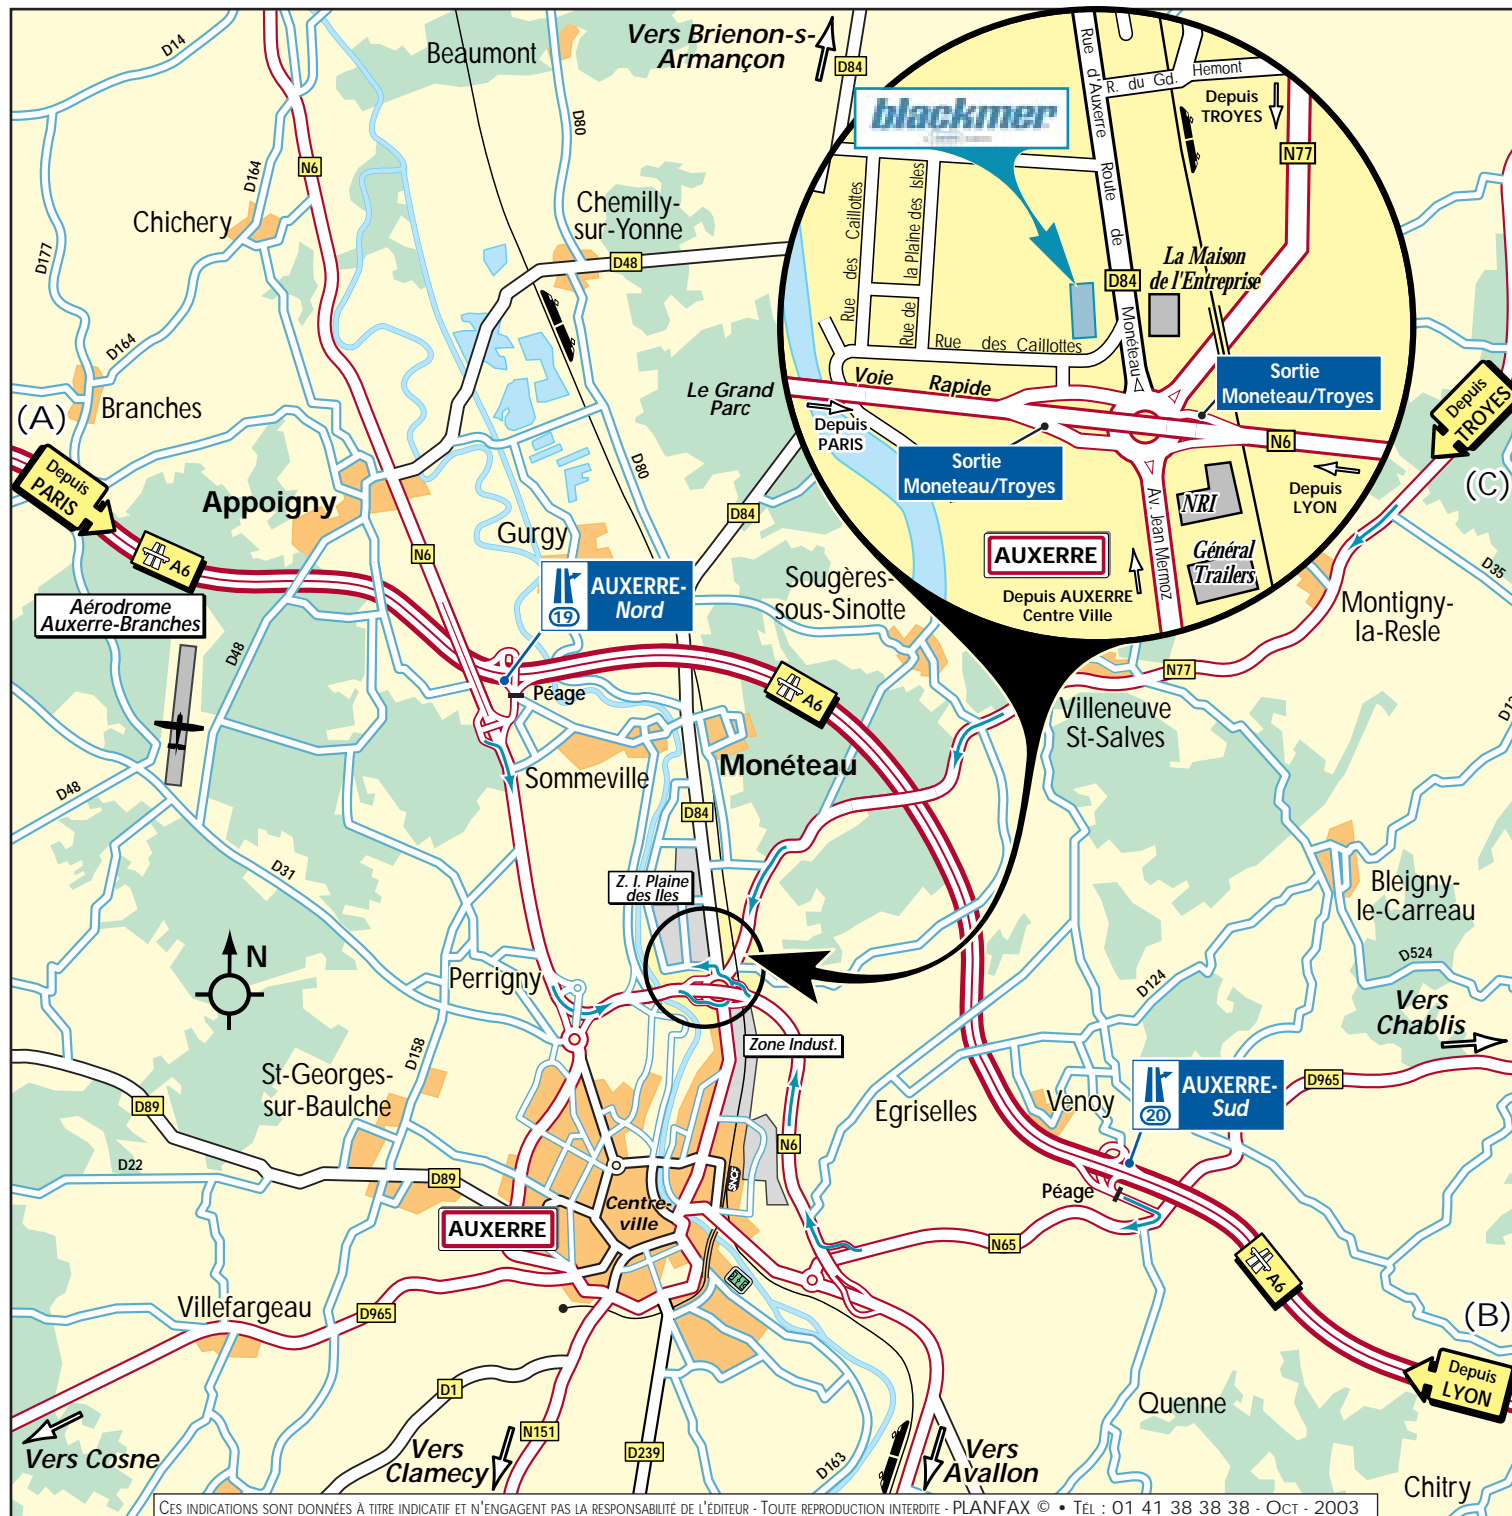 D14
Beaumont
Vers Brienon-s-
Armançon
D84
D80
N6
D164
Chichery
D177
D164
Chemilly-
sur-Yonne
D48
blackmer
Rue d'Auxerre
R. du Gd. Hemont
Depuis
TROYES
N77
Route de
Monéteau
Rue des Caillottes
Rue de
la Plaine des Isles
D84
La Maison
de l'Entreprise
Rue des Caillottes
Voie Rapide
Sortie
Moneteau/Troyes
Depuis
PARIS
Sortie
Moneteau/Troyes
N6
Depuis
LYON
Av. Jean Mermoz
NRI
Général
Trailers
AUXERRE
Depuis AUXERRE
Centre Ville
Le Grand
Parc
Branches
(A)
Depuis
PARIS
A6
Appoigny
N6
Gurgy
D80
D84
Depuis
TROYES
(C)
D35
Montigny-
la-Resle
N77
Sougères-
sous-Sinotte
19
AUXERRE-
Nord
Aérodrome
Auxerre-Branches
D48
Péage
A6
Villeneuve
St-Salves
Sommeville
Monéteau
D48
D84
D31
Z. I. Plaine
des Iles
Bleigny-
le-Carreau
N
Perrigny
D524
D124
Vers
Chablis
D158
Zone Indust.
St-Georges-
sur-Baulche
D89
Egriselles
Venoy
20
AUXERRE-
Sud
D965
N6
D22
D89
SNCF
Centre-
ville
Péage
AUXERRE
N65
A6
Villefargeau
D965
(B)
Depuis
LYON
D1
Quenne
N151
Vers Cosne
Vers
Clamecy
D239
D163
Vers
Avallon
Chitry
CES INDICATIONS SONT DONNÉES À TITRE INDICATIF ET N'ENGAGENT PAS LA RESPONSABILITÉ DE L'ÉDITEUR - TOUTE REPRODUCTION INTERDITE - PLANFAX © • TÉL : 01 41 38 38 38 - OCT - 2003